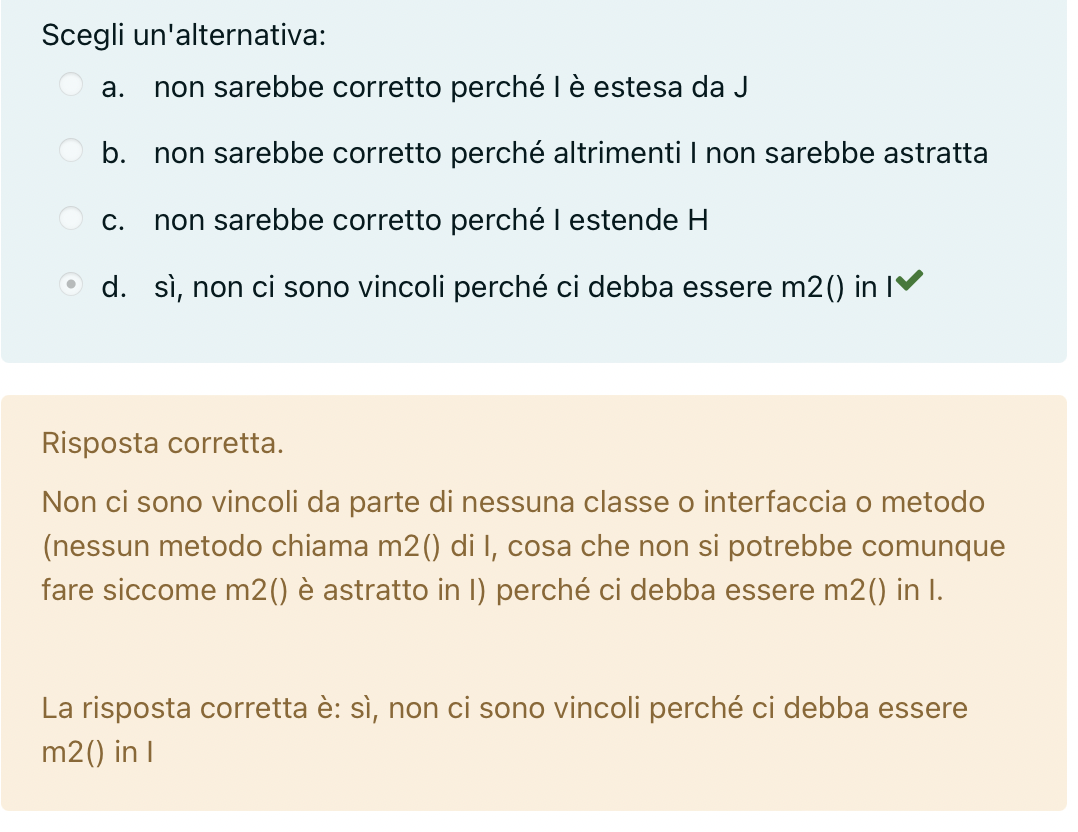 Scegli un'alternativa:
a. non sarebbe corretto perché I è estesa da J
b. non sarebbe corretto perché altrimenti I non sarebbe astratta
c. non sarebbe corretto perché I estende H
d. sì, non ci sono vincoli perché ci debba essere m2() in I
Risposta corretta.
Non ci sono vincoli da parte di nessuna classe o interfaccia o metodo
(nessun metodo chiama m2() di I, cosa che non si potrebbe comunque
fare siccome m2() è astratto in I) perché ci debba essere m2() in I.
La risposta corretta è: sì, non ci sono vincoli perché ci debba essere
m2() in I